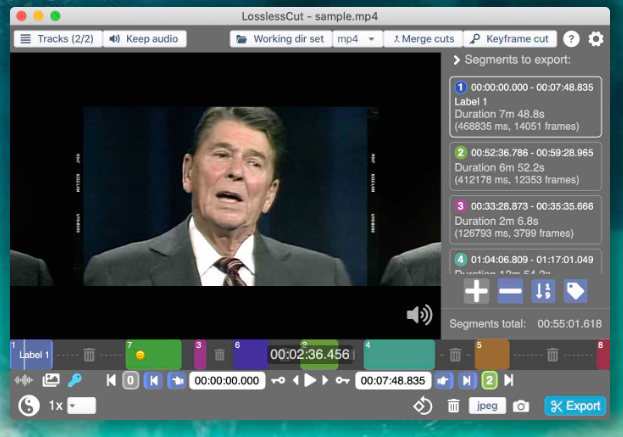 LosslessCut - sample.mp4
Tracks (2/2)
Keep audio
Working dir set
mp4
Merge cuts
Keyframe cut
?
Segments to export:
1 00:00:00.000 - 00:07:48.835
Label 1
Duration 7m 48.8s
(468835 ms, 14051 frames)
2 00:52:36.786 - 00:59:28.965
Duration 6m 52.2s
(412178 ms, 12353 frames)
3 00:33:28.873 - 00:35:35.666
Duration 2m 6.8s
(126793 ms, 3799 frames)
4 01:04:06.809 - 01:17:01.049
Segments total: 00:55:01.618
1 7 3 6 2 4 5 8
Label 1
00:02:36.456
0 00:00:00.000 00:07:48.835 2
1x
jpeg
Export